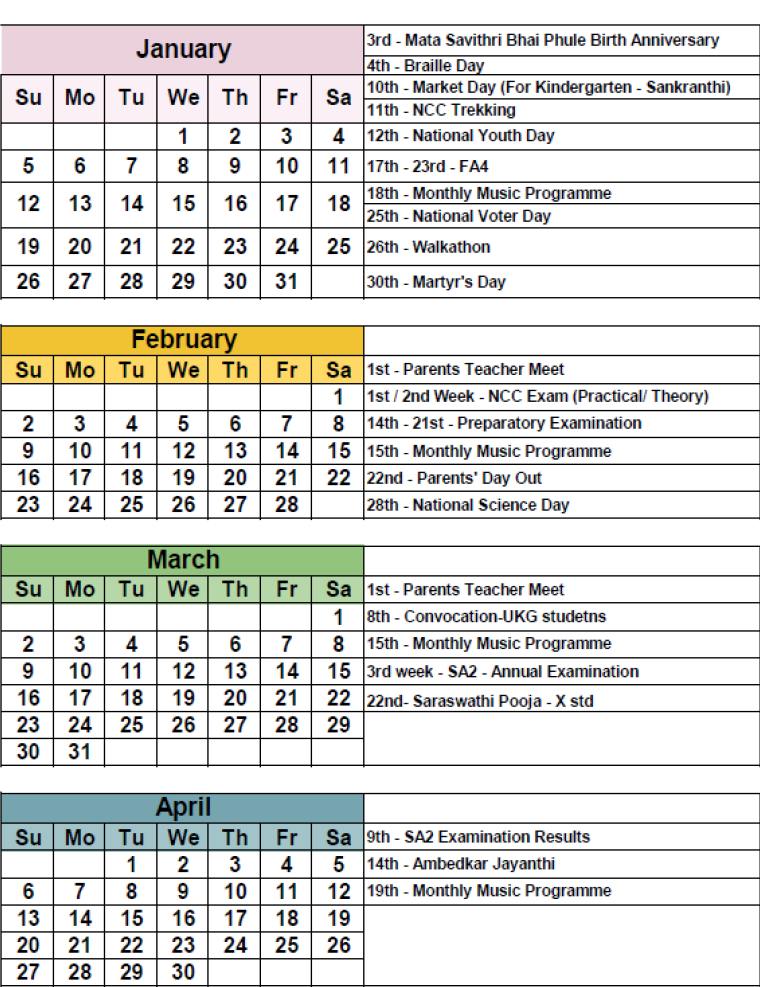 January
3rd - Mata Savithri Bhai Phule Birth Anniversary
4th - Braille Day
Su Mo Tu We Th Fr Sa
10th - Market Day (For Kindergarten - Sankranthi)
11th - NCC Trekking
1 2 3 4
12th - National Youth Day
5 6 7 8 9 10 11
17th - 23rd - FA4
12 13 14 15 16 17 18
18th - Monthly Music Programme
25th - National Voter Day
19 20 21 22 23 24 25
26th - Walkathon
26 27 28 29 30 31
30th - Martyr's Day
February
Su Mo Tu We Th Fr Sa
1st - Parents Teacher Meet
1
1st / 2nd Week - NCC Exam (Practical/ Theory)
2 3 4 5 6 7 8
14th - 21st - Preparatory Examination
9 10 11 12 13 14 15
15th - Monthly Music Programme
16 17 18 19 20 21 22
22nd - Parents' Day Out
23 24 25 26 27 28
28th - National Science Day
March
Su Mo Tu We Th Fr Sa
1st - Parents Teacher Meet
1
8th - Convocation-UKG studetns
2 3 4 5 6 7 8
15th - Monthly Music Programme
9 10 11 12 13 14 15
3rd week - SA2 - Annual Examination
16 17 18 19 20 21 22
22nd- Saraswathi Pooja - X std
23 24 25 26 27 28 29
30 31
April
Su Mo Tu We Th Fr Sa
9th - SA2 Examination Results
1 2 3 4 5
14th - Ambedkar Jayanthi
6 7 8 9 10 11 12
19th - Monthly Music Programme
13 14 15 16 17 18 19
20 21 22 23 24 25 26
27 28 29 30